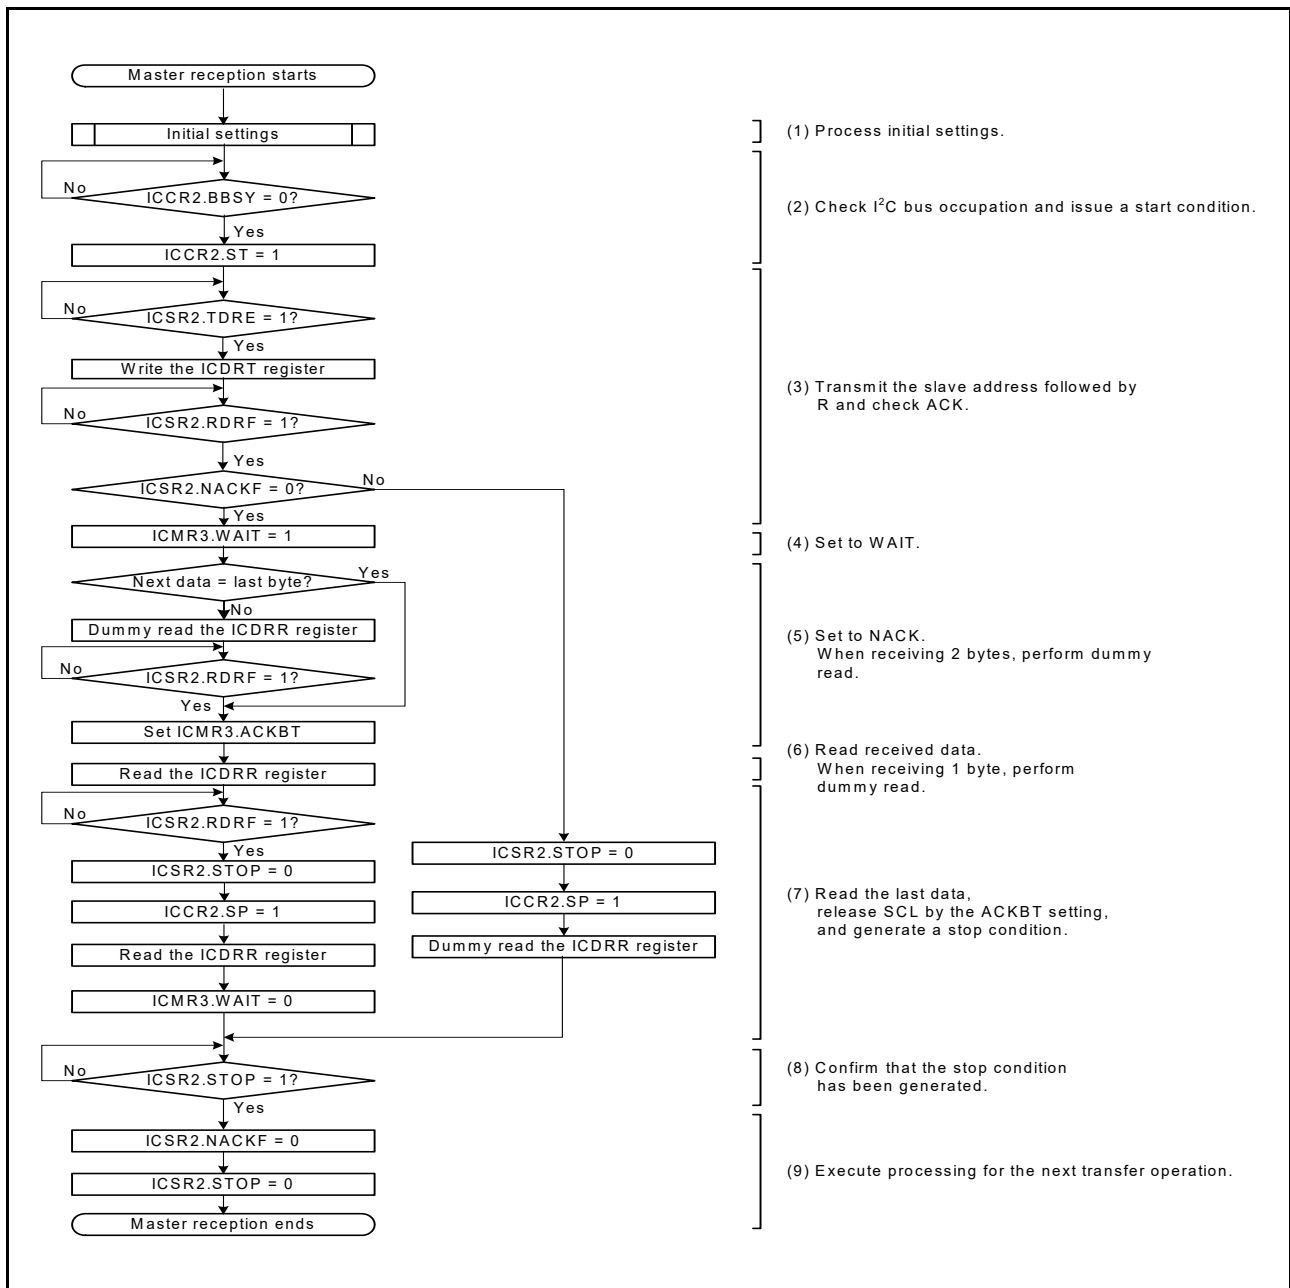 Master reception starts
Initial settings
(1) Process initial settings.
No
ICCR2.BBSY = 0?
Yes
(2) Check I²C bus occupation and issue a start condition.
ICCR2.ST = 1
No
ICSR2.TDRE = 1?
Yes
Write the ICDRT register
No
ICSR2.RDRF = 1?
Yes
(3) Transmit the slave address followed by
R and check ACK.
ICSR2.NACKF = 0?
No
Yes
ICMR3.WAIT = 1
(4) Set to WAIT.
Next data = last byte?
Yes
No
Dummy read the ICDRR register
No
ICSR2.RDRF = 1?
Yes
(5) Set to NACK.
When receiving 2 bytes, perform dummy
read.
Set ICMR3.ACKBT
Read the ICDRR register
(6) Read received data.
When receiving 1 byte, perform
dummy read.
No
ICSR2.RDRF = 1?
Yes
ICSR2.STOP = 0
ICCR2.SP = 1
Read the ICDRR register
ICMR3.WAIT = 0
ICSR2.STOP = 0
ICCR2.SP = 1
Dummy read the ICDRR register
(7) Read the last data,
release SCL by the ACKBT setting,
and generate a stop condition.
No
ICSR2.STOP = 1?
Yes
(8) Confirm that the stop condition
has been generated.
ICSR2.NACKF = 0
ICSR2.STOP = 0
(9) Execute processing for the next transfer operation.
Master reception ends